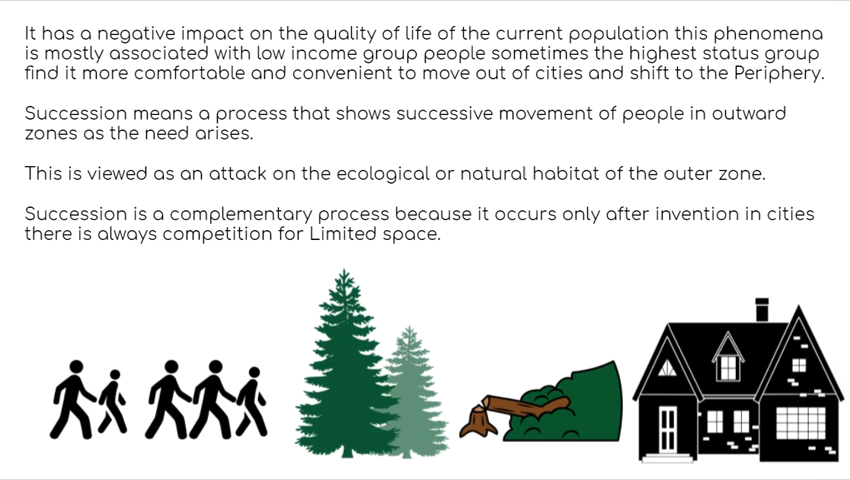 It has a negative impact on the quality of life of the current population this phenomena
is mostly associated with low income group people sometimes the highest status group
find it more comfortable and convenient to move out of cities and shift to the Periphery.
Succession means a process that shows successive movement of people in outward
zones as the need arises.
This is viewed as an attack on the ecological or natural habitat of the outer zone.
Succession is a complementary process because it occurs only after invention in cities
there is always competition for Limited space.